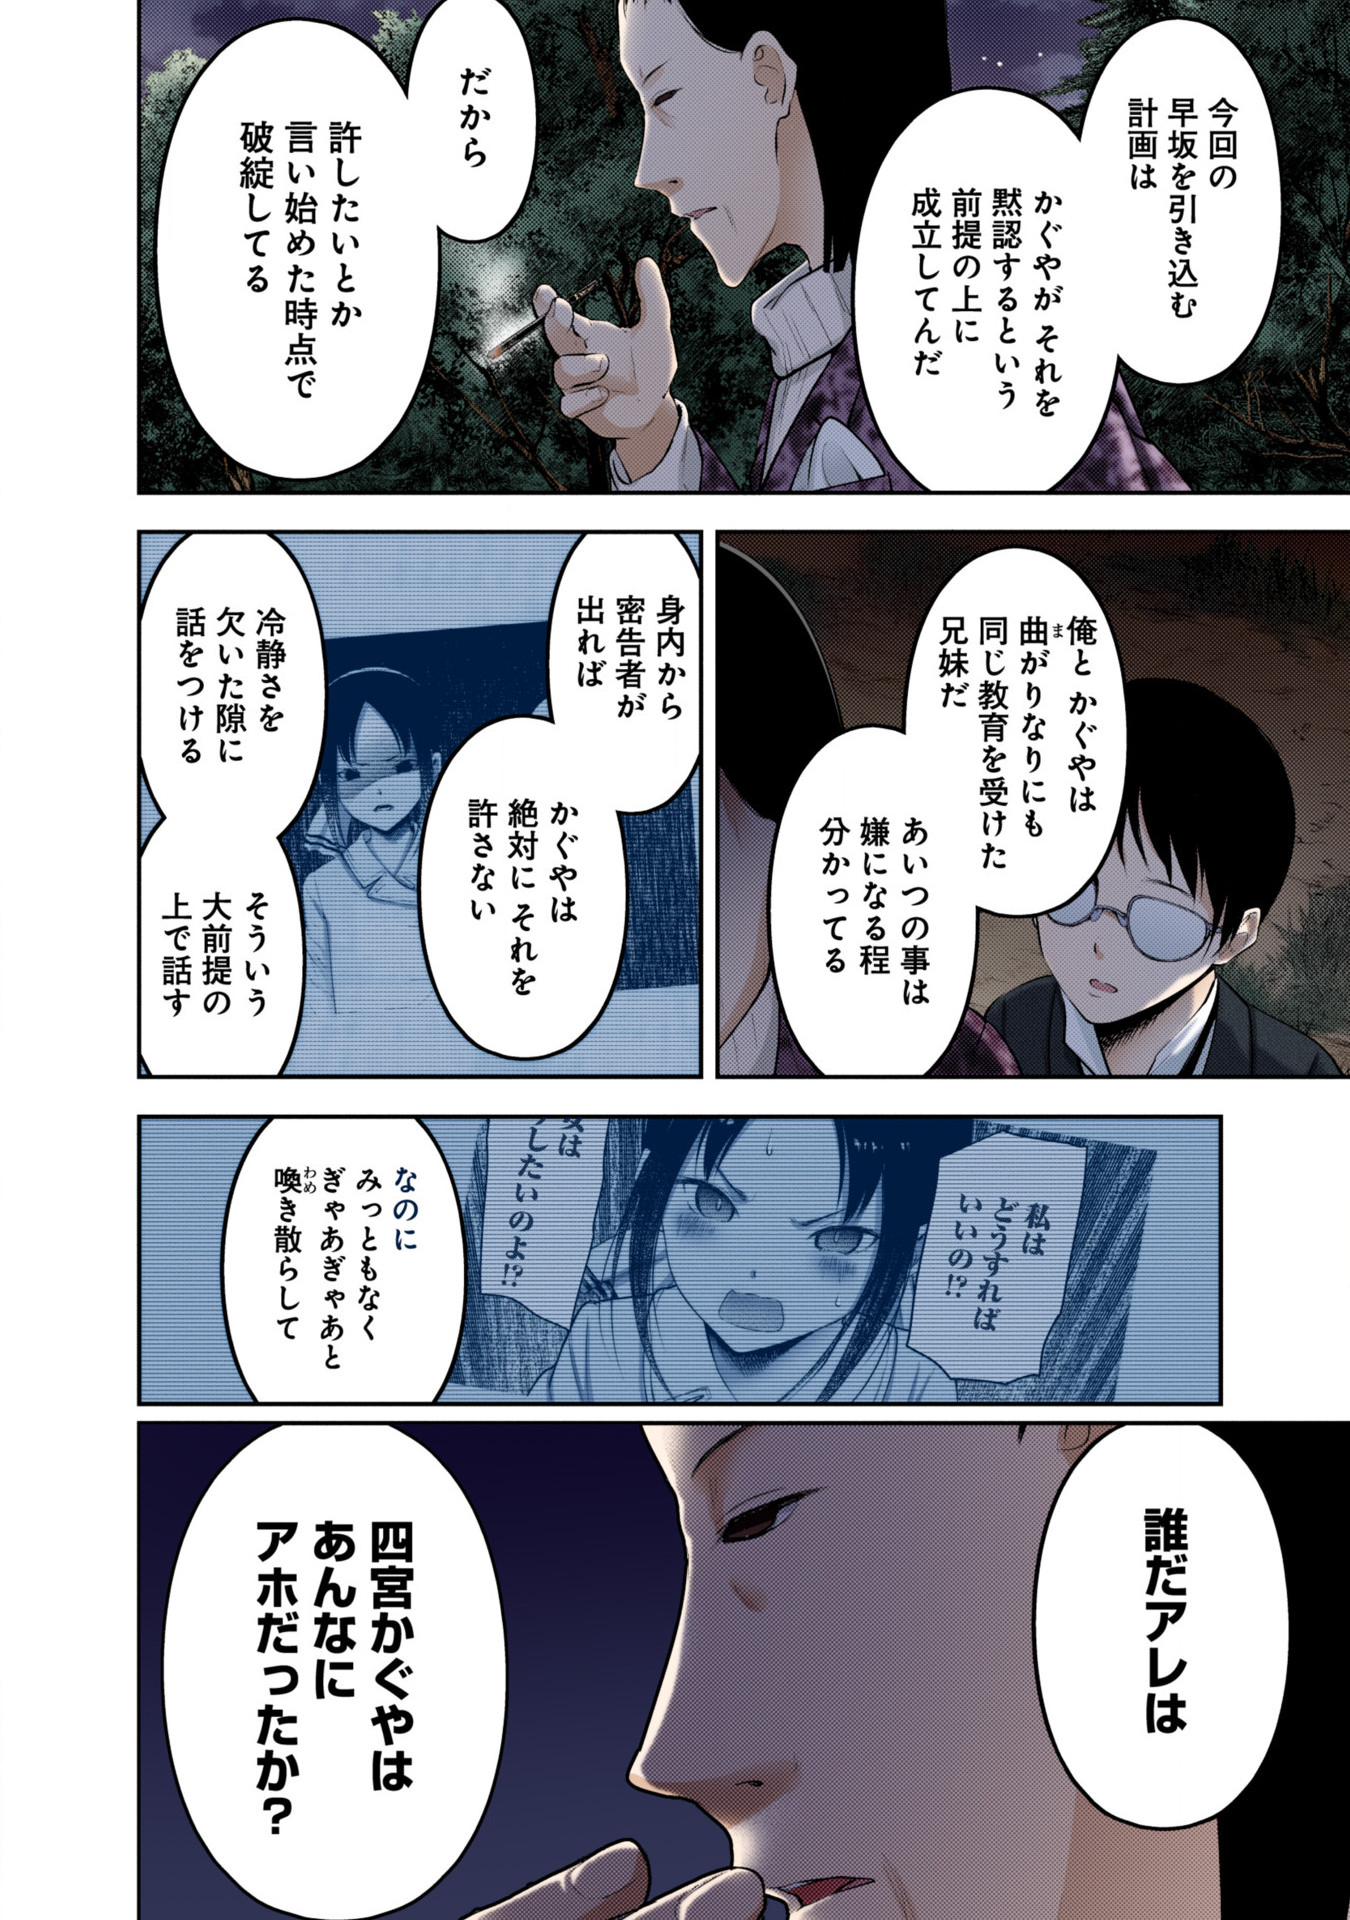 今回の
早坂を引き込む
計画は
かぐやが それを
黙認するという
前提の上に
成立してんだ
だから
許したいとか
言い始めた時点で
破綻してる
俺と かぐやは
曲がりなりにも
ま
同じ教育を受けた
兄妹だ
あいつの事は
嫌になる程
分かってる
身内から
密告者が
出れば
かぐやは
絶対に それを
許さない
冷静さを
欠いた隙に
話をつける
そういう
大前提の
上で話す
私は
どうすれば
いいの!?
したいのよ!?
なのに
みっともなく
ぎゃあぎゃあと
喚き散らして
わめ
誰だアレは
四宮かぐやは
あんなに
アホだったか?